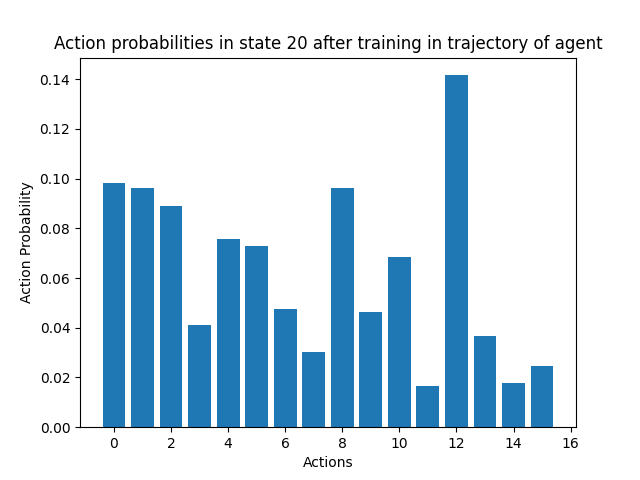 Action probabilities in state 20 after training in trajectory of agent
0.14
0.12
0.10
0.08
0.06
0.04
0.02
0.00
Action Probability
0 2 4 6 8 10 12 14 16
Actions